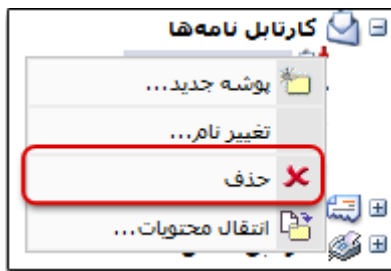 کارتابل نامه‌ها
پوشه جدید...
تغییر نام...
حذف
انتقال محتویات...